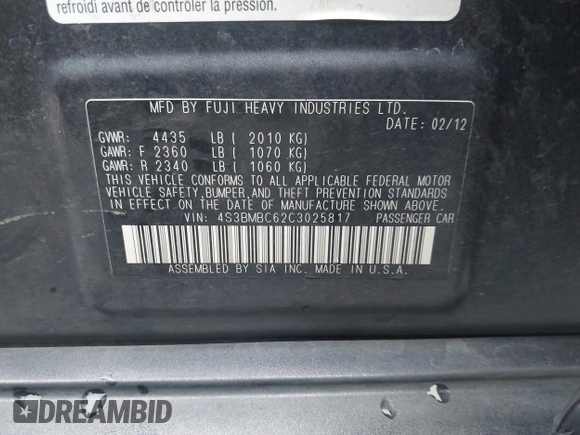 refroidi avant de contrôler la pression.
MFD BY FUJI HEAVY INDUSTRIES LTD.
DATE: 02/12
GVWR: 4435 LB ( 2010 KG)
GAWR: F 2360 LB ( 1070 KG)
GAWR: R 2340 LB ( 1060 KG)
THIS VEHICLE CONFORMS TO ALL APPLICABLE FEDERAL MOTOR
VEHICLE SAFETY,BUMPER,AND THEFT PREVENTION STANDARDS
IN EFFECT ON THE DATE OF MANUFACTURE SHOWN ABOVE.
VIN: 4S3BMBC62C3025817 PASSENGER CAR
ASSEMBLED BY SIA INC. MADE IN U.S.A.
DREAMBID